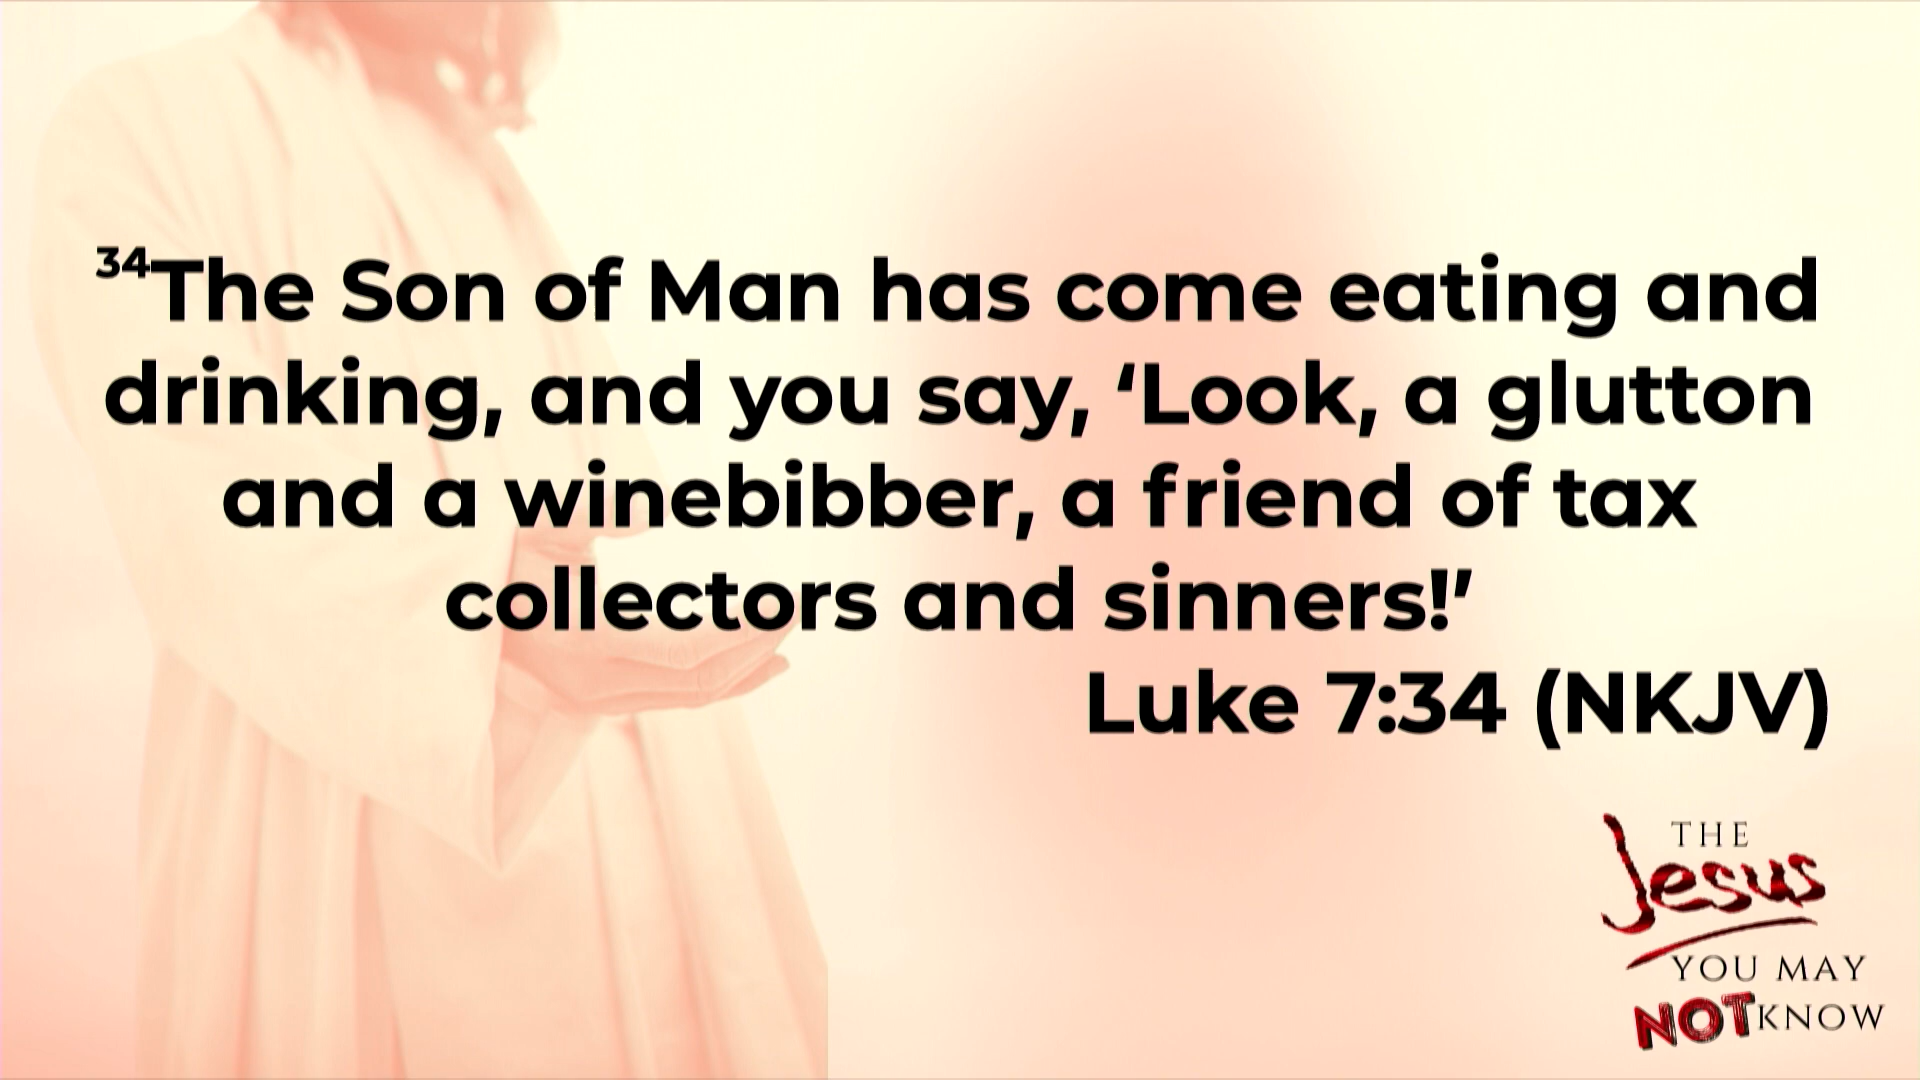 ³⁴The Son of Man has come eating and
drinking, and you say, ‘Look, a glutton
and a winebibber, a friend of tax
collectors and sinners!’
Luke 7:34 (NKJV)
THE
Jesus
YOU MAY
NOT KNOW